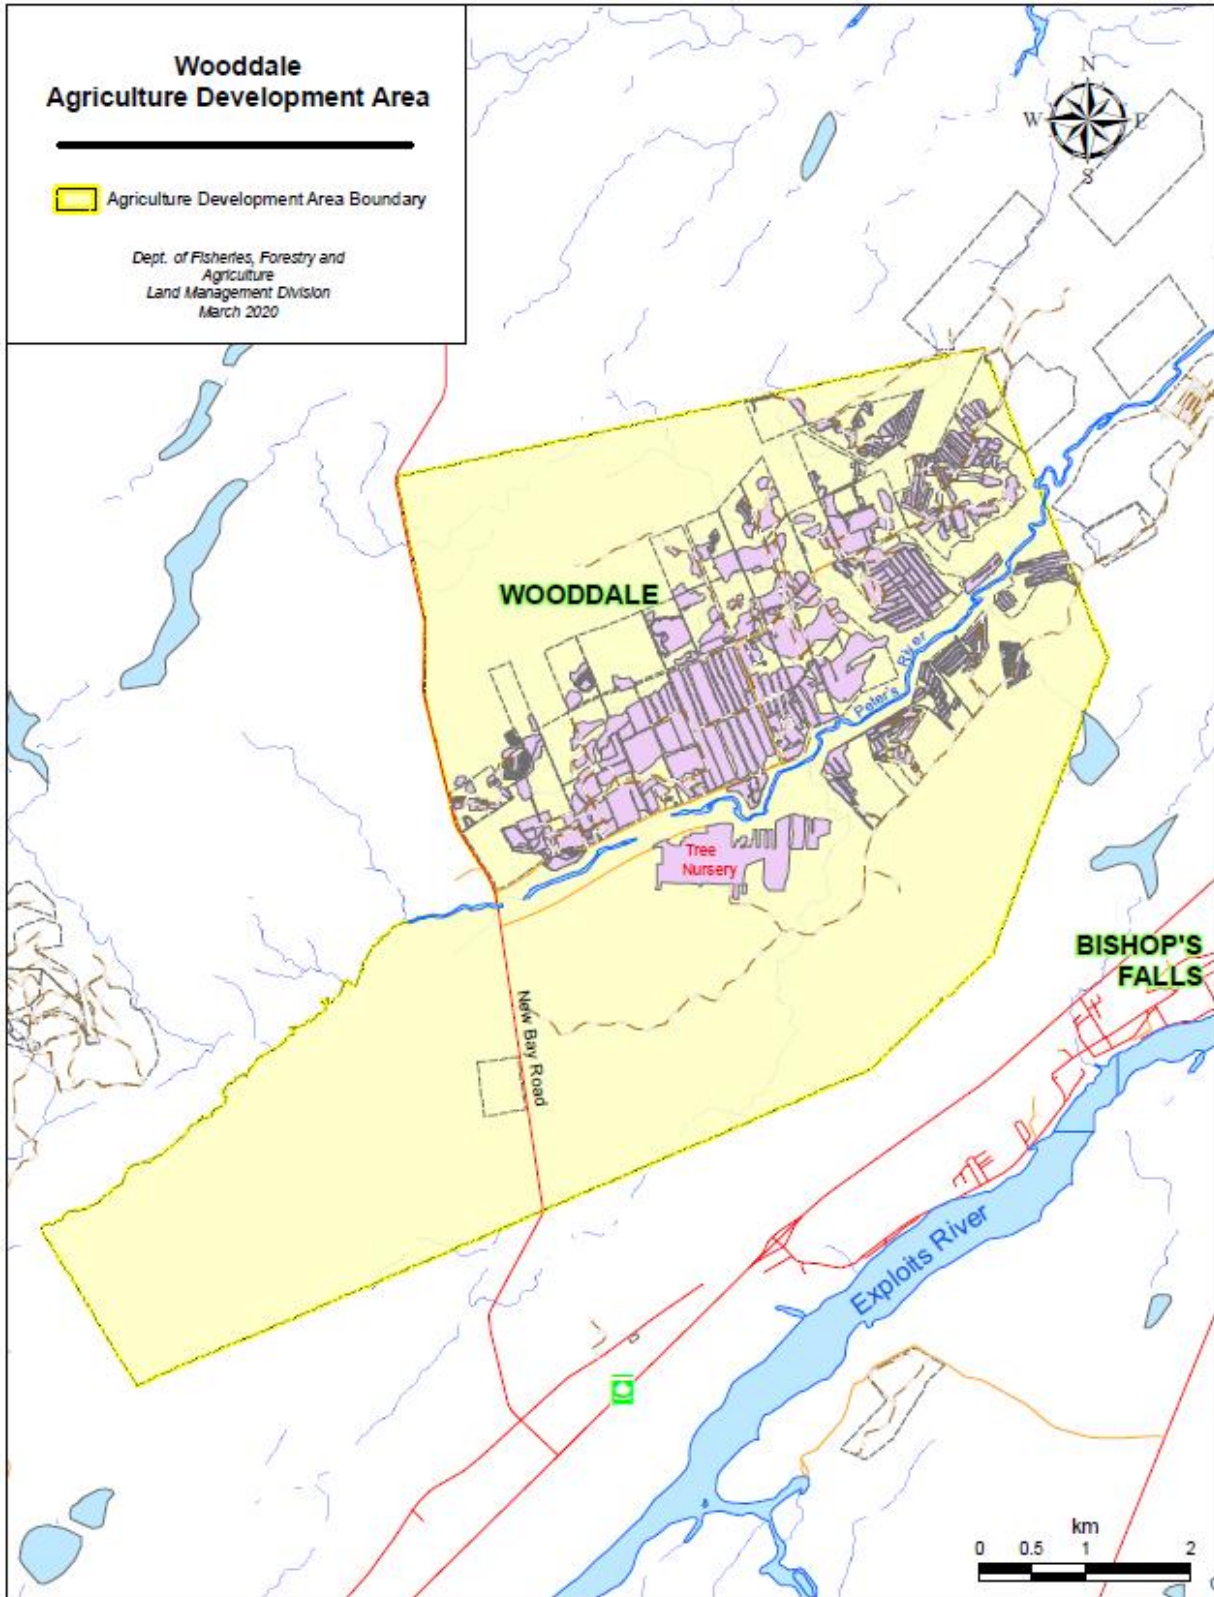 Wooddale
Agriculture Development Area
Agriculture Development Area Boundary
Dept. of Fisheries, Forestry and
Agriculture
Land Management Division
March 2020
N
W E
S
WOODDALE
Peter's River
Tree
Nursery
BISHOP'S
FALLS
New Bay Road
Exploits River
km
0 0.5 1 2